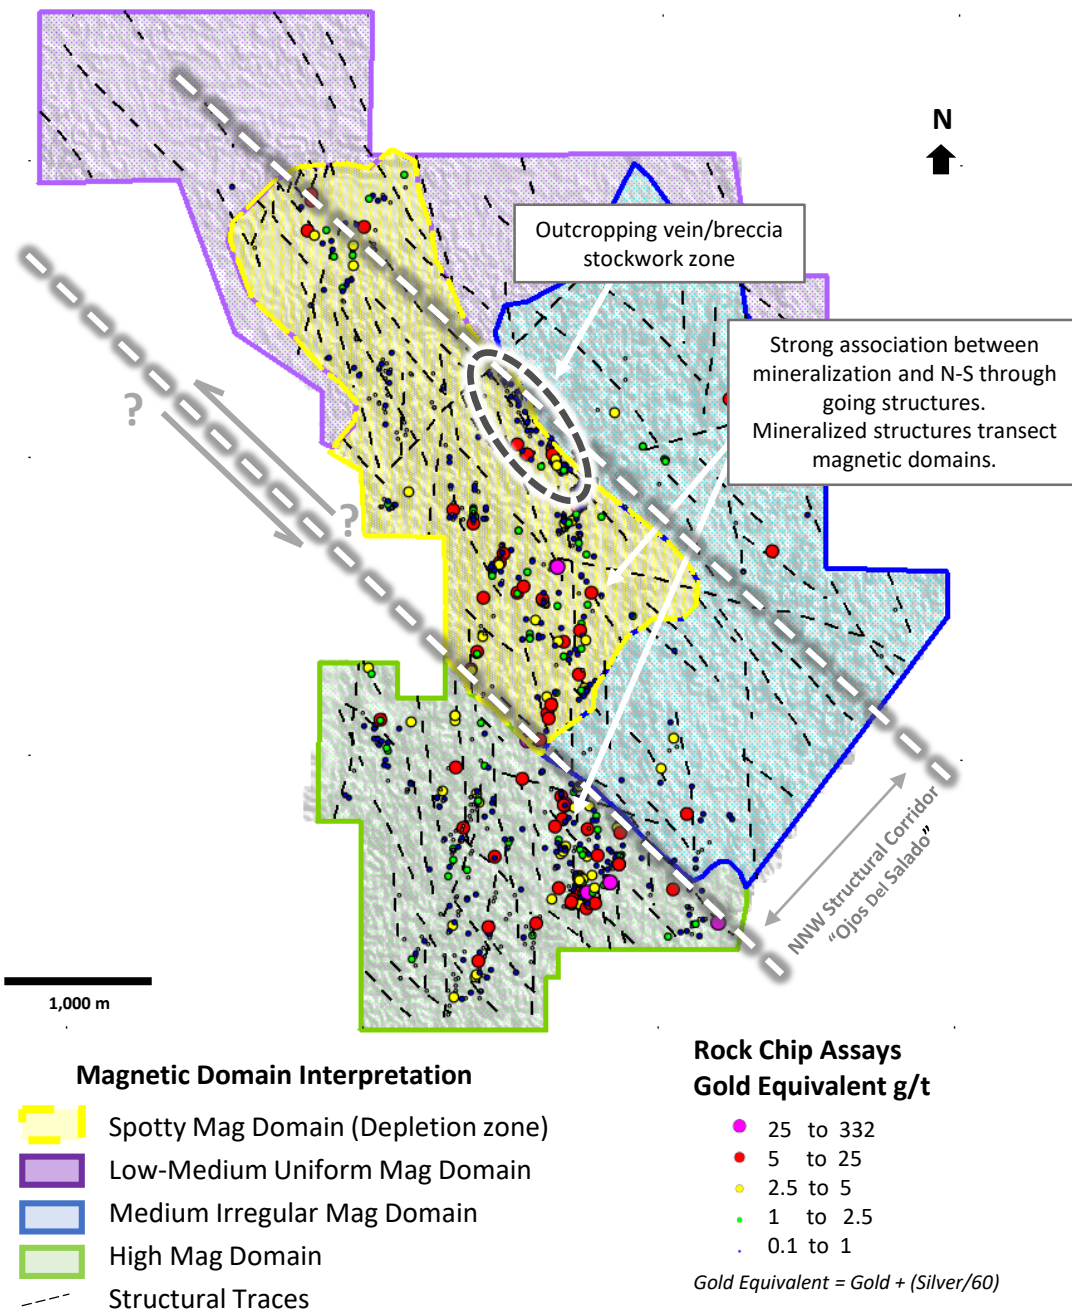 N
Outcropping vein/breccia
stockwork zone
Strong association between
mineralization and N-S through
going structures.
Mineralized structures transect
magnetic domains.
?
?
NNW Structural Corridor
“Ojos Del Salado”
1,000 m
Magnetic Domain Interpretation
Spotty Mag Domain (Depletion zone)
Low-Medium Uniform Mag Domain
Medium Irregular Mag Domain
High Mag Domain
Structural Traces
Rock Chip Assays
Gold Equivalent g/t
25 to 332
5 to 25
2.5 to 5
1 to 2.5
0.1 to 1
Gold Equivalent = Gold + (Silver/60)